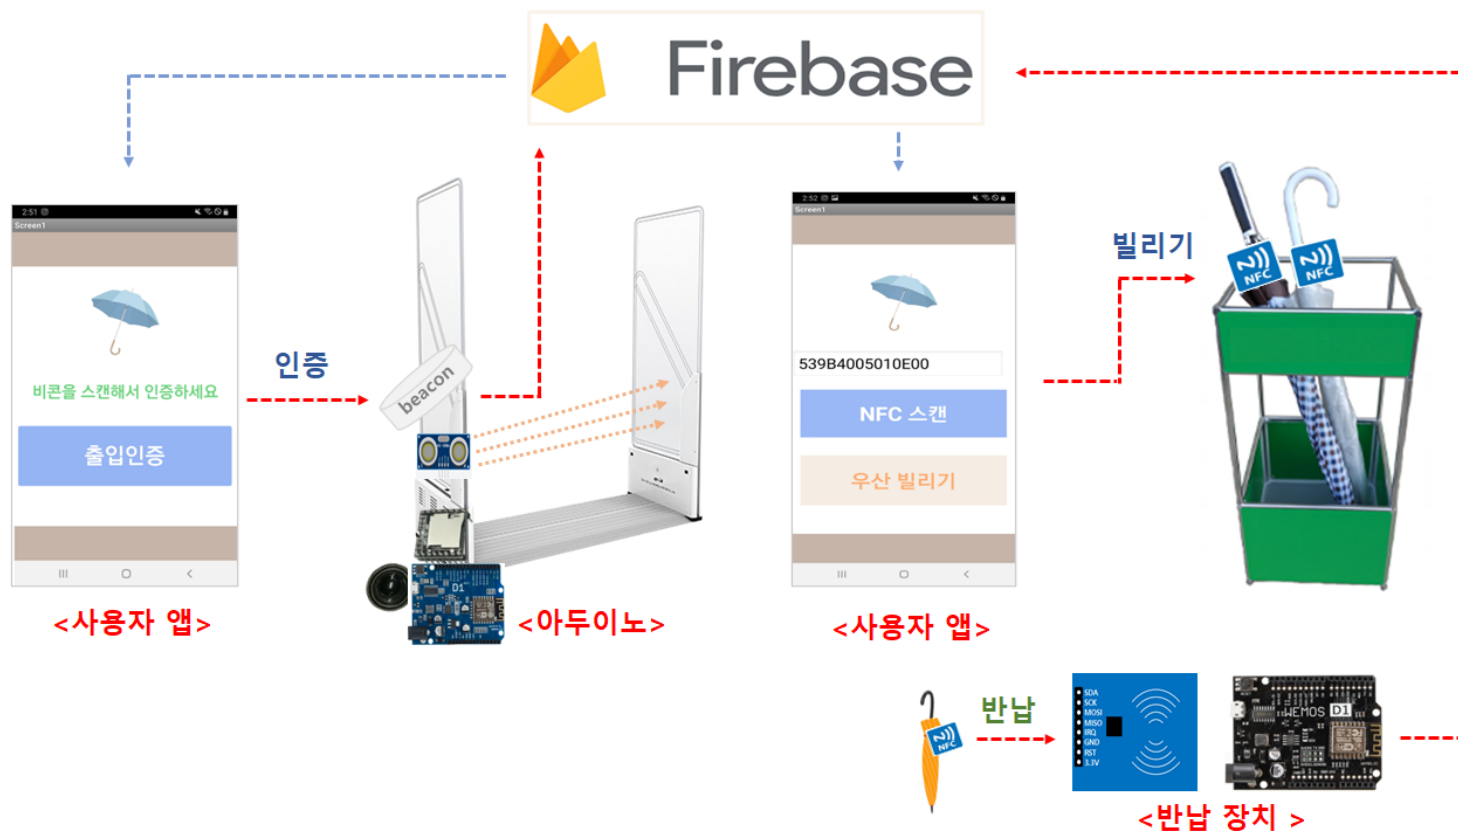 Firebase
2:51
Screen1
비콘을 스캔해서 인증하세요
출입인증
<사용자 앱>
인증
beacon
D1
<아두이노>
2:52
Screen1
539B4005010E00
NFC 스캔
우산 빌리기
<사용자 앱>
빌리기
NFC
NFC
NFC
반납
SDA
SCK
MOSI
MISO
IRQ
GND
RST
3.3V
WEMOS D1
<반납 장치 >